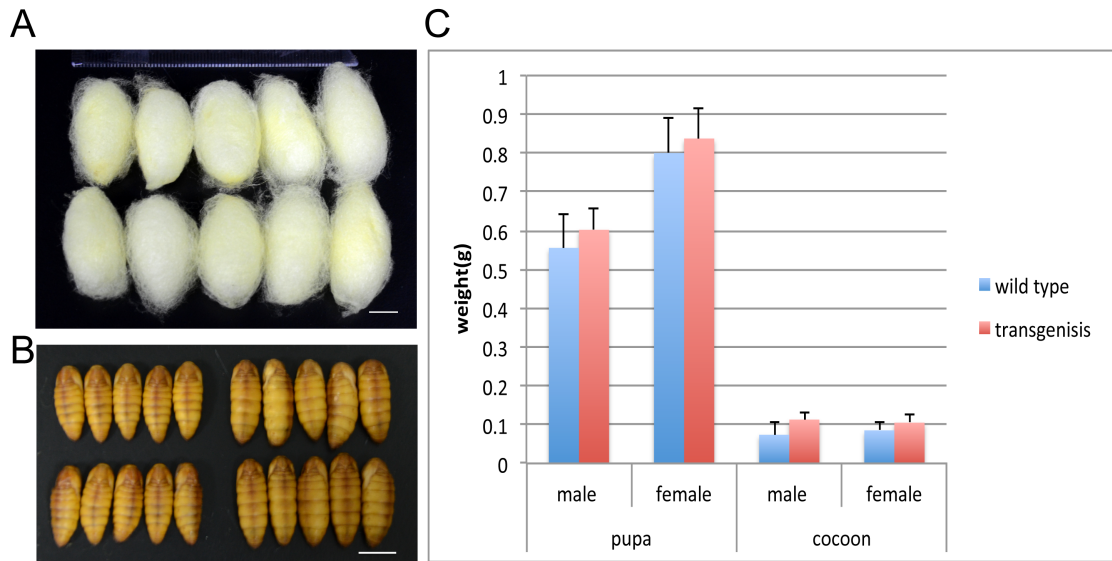 A
B
C
1
0.9
0.8
0.7
0.6
0.5
0.4
0.3
0.2
0.1
0
weight(g)
male
female
male
female
pupa
cocoon
wild type
transgenisis